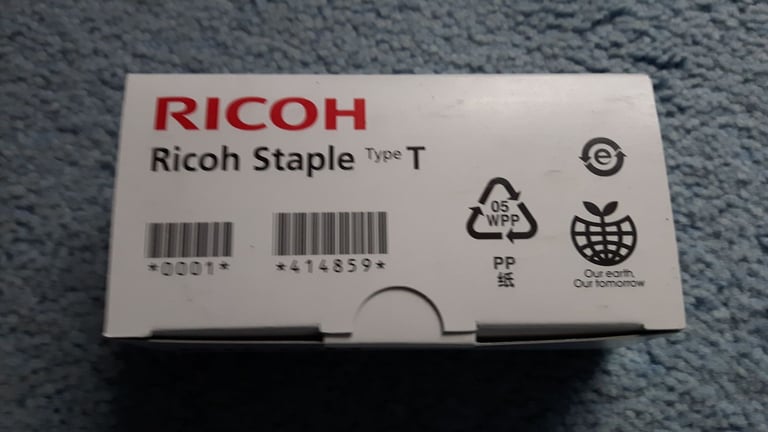 RICOH
Ricoh Staple Type T
*0001*
*414859*
05
WPP
PP
纸
e
Our earth,
Our tomorrow